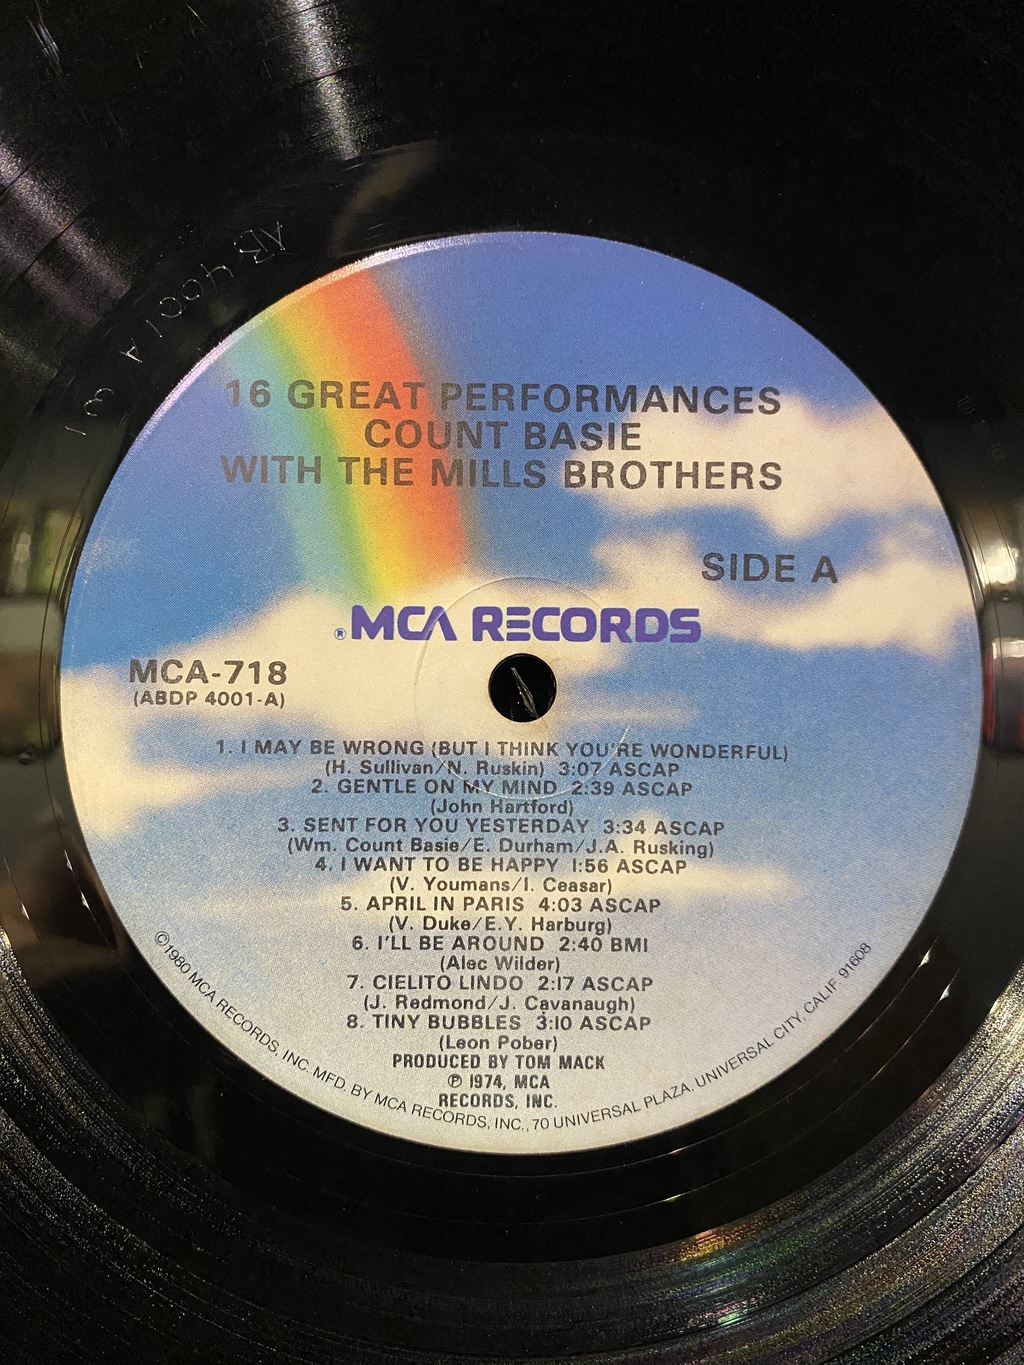 AB 4001 A
16 GREAT PERFORMANCES
COUNT BASIE
WITH THE MILLS BROTHERS
SIDE A
®MCA RECORDS
MCA-718
(ABDP 4001-A)
1. I MAY BE WRONG (BUT I THINK YOU'RE WONDERFUL)
(H. Sullivan/N. Ruskin) 3:07 ASCAP
2. GENTLE ON MY MIND 2:39 ASCAP
(John Hartford)
3. SENT FOR YOU YESTERDAY 3:34 ASCAP
(Wm. Count Basie/E. Durham/J.A. Rusking)
4. I WANT TO BE HAPPY 1:56 ASCAP
(V. Youmans/I. Ceasar)
5. APRIL IN PARIS 4:03 ASCAP
(V. Duke/E.Y. Harburg)
6. I'LL BE AROUND 2:40 BMI
(Alec Wilder)
7. CIELITO LINDO 2:17 ASCAP
(J. Redmond/J. Cavanaugh)
8. TINY BUBBLES 3:10 ASCAP
(Leon Pober)
PRODUCED BY TOM MACK
℗ 1974, MCA
RECORDS, INC.
©1980 MCA RECORDS, INC. MFD. BY MCA RECORDS, INC., 70 UNIVERSAL PLAZA, UNIVERSAL CITY, CALIF. 91608